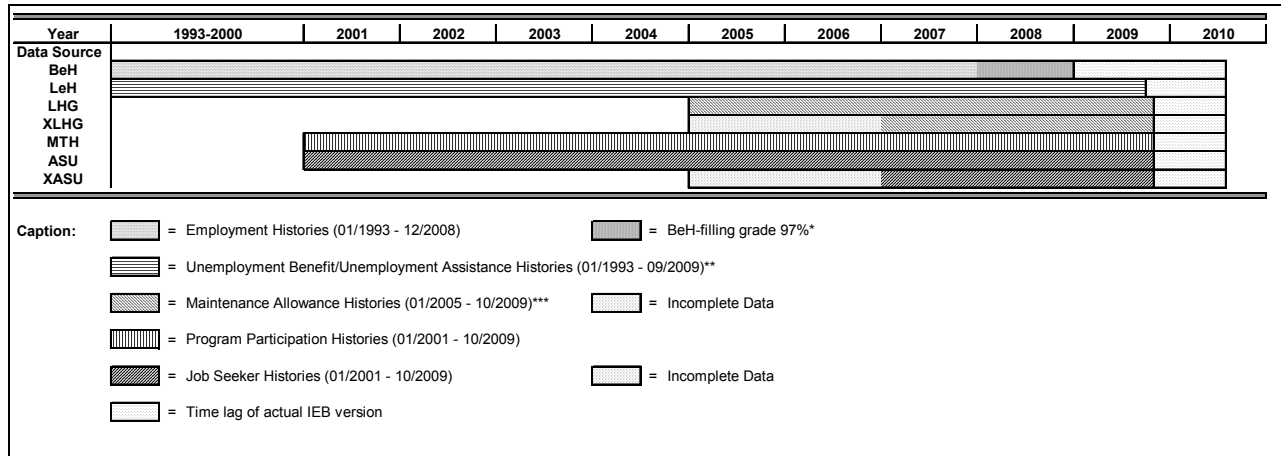 Year 1993-2000 2001 2002 2003 2004 2005 2006 2007 2008 2009 2010
Data Source
BeH
LeH
LHG
XLHG
MTH
ASU
XASU
Caption: = Employment Histories (01/1993 - 12/2008) = BeH-filling grade 97%*
= Unemployment Benefit/Unemployment Assistance Histories (01/1993 - 09/2009)**
= Maintenance Allowance Histories (01/2005 - 10/2009)*** = Incomplete Data
= Program Participation Histories (01/2001 - 10/2009)
= Job Seeker Histories (01/2001 - 10/2009) = Incomplete Data
= Time lag of actual IEB version